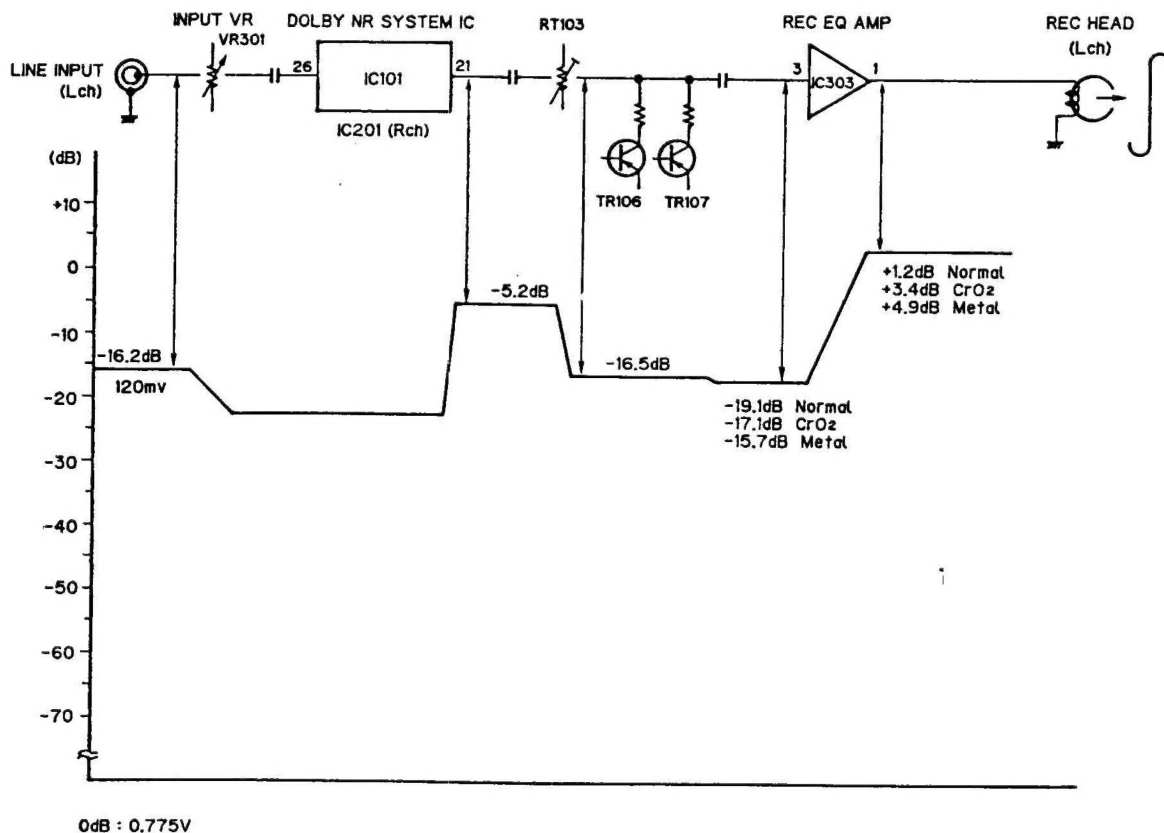 INPUT VR
VR301
DOLBY NR SYSTEM IC
RT103
REC EQ AMP
REC HEAD
(Lch)
LINE INPUT
(Lch)
26
IC101
21
3
IC303
1
IC201 (Rch)
TR106
TR107
(dB)
+10
0
-10
-20
-30
-40
-50
-60
-70
-16.2dB
120mv
-5.2dB
-16.5dB
-19.1dB Normal
-17.1dB CrO2
-15.7dB Metal
+1.2dB Normal
+3.4dB CrO2
+4.9dB Metal
0dB : 0.775V